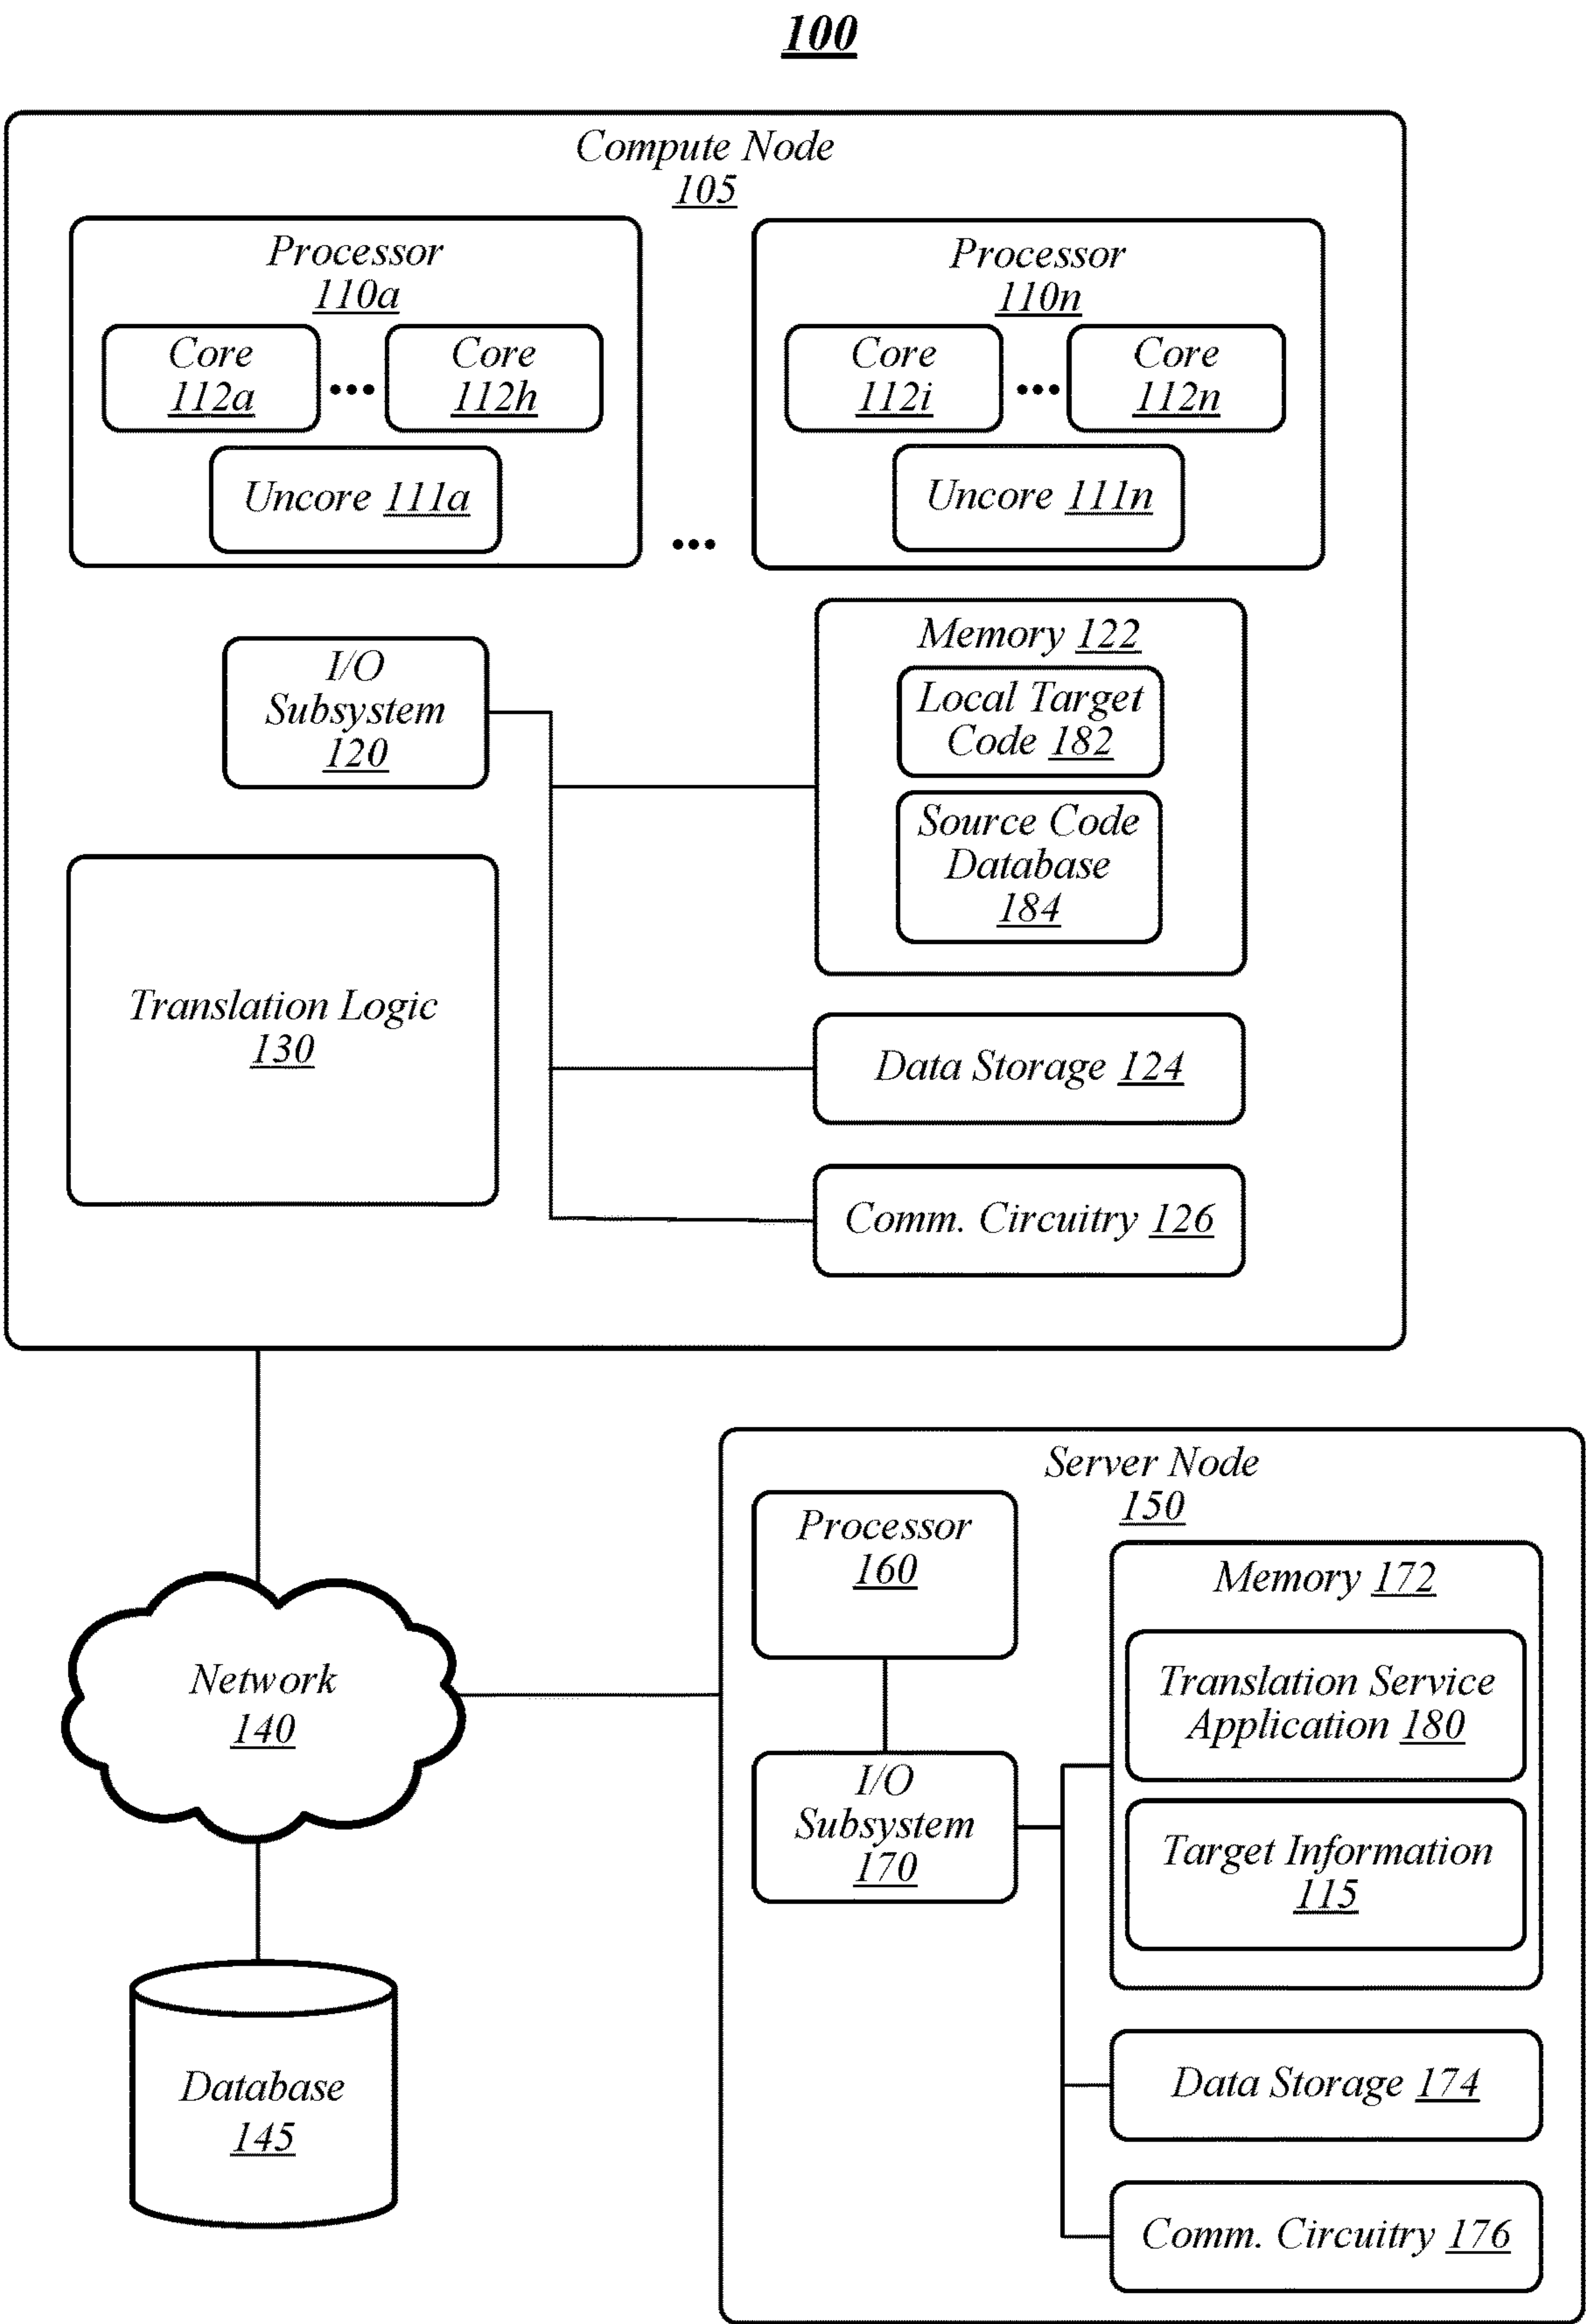 100
Compute Node
105
Processor
110a
Core
112a
•••
Core
112h
Uncore 111a
•••
Processor
110n
Core
112i
•••
Core
112n
Uncore 111n
I/O
Subsystem
120
Memory 122
Local Target
Code 182
Source Code
Database
184
Translation Logic
130
Data Storage 124
Comm. Circuitry 126
Network
140
Database
145
Server Node
150
Processor
160
I/O
Subsystem
170
Memory 172
Translation Service
Application 180
Target Information
115
Data Storage 174
Comm. Circuitry 176